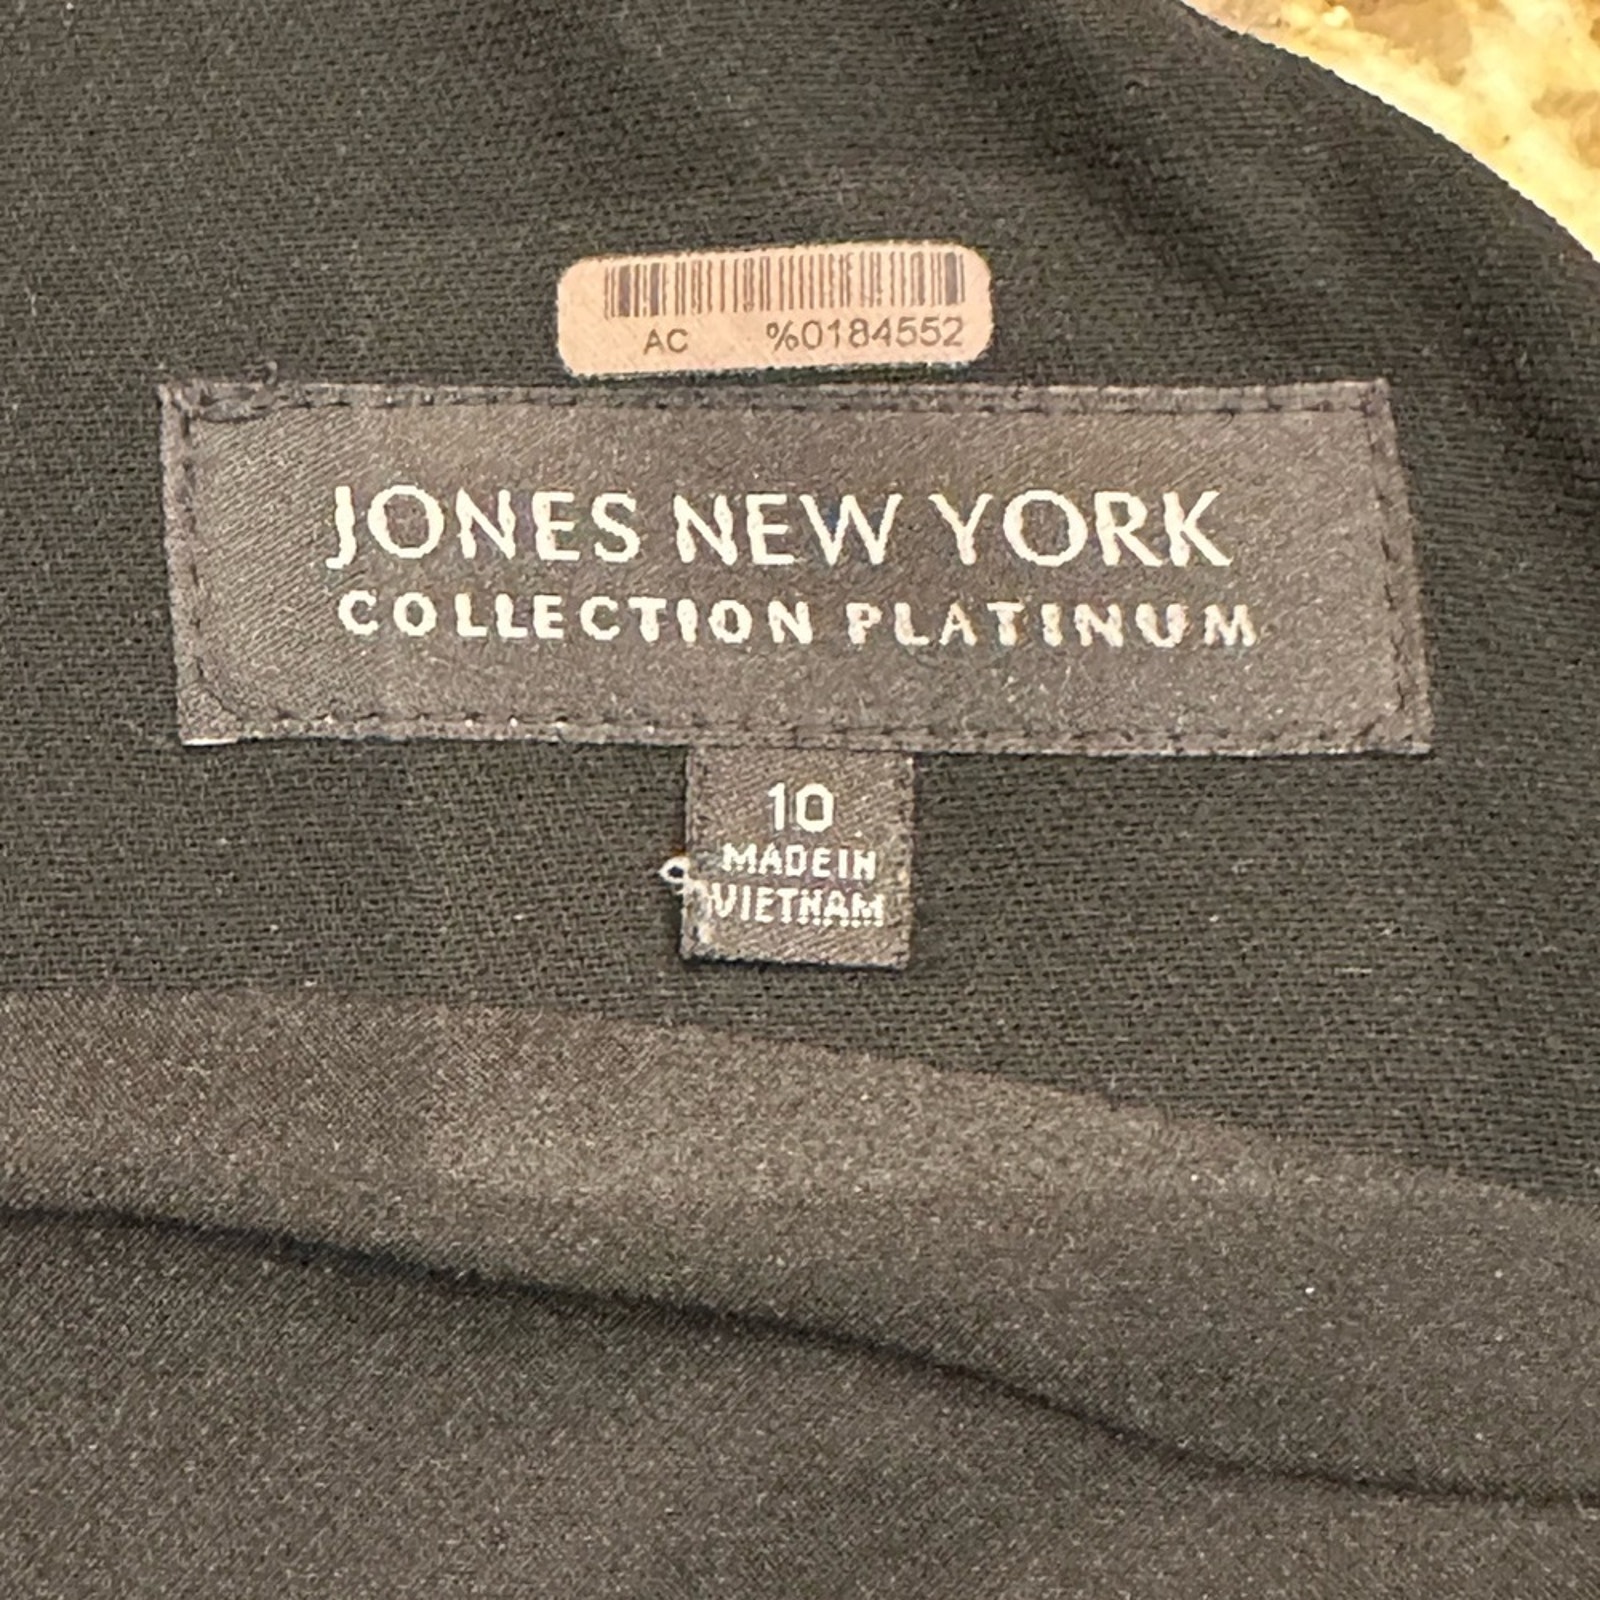 AC %0184552
JONES NEW YORK
COLLECTION PLATINUM
10
MADE IN
VIETNAM